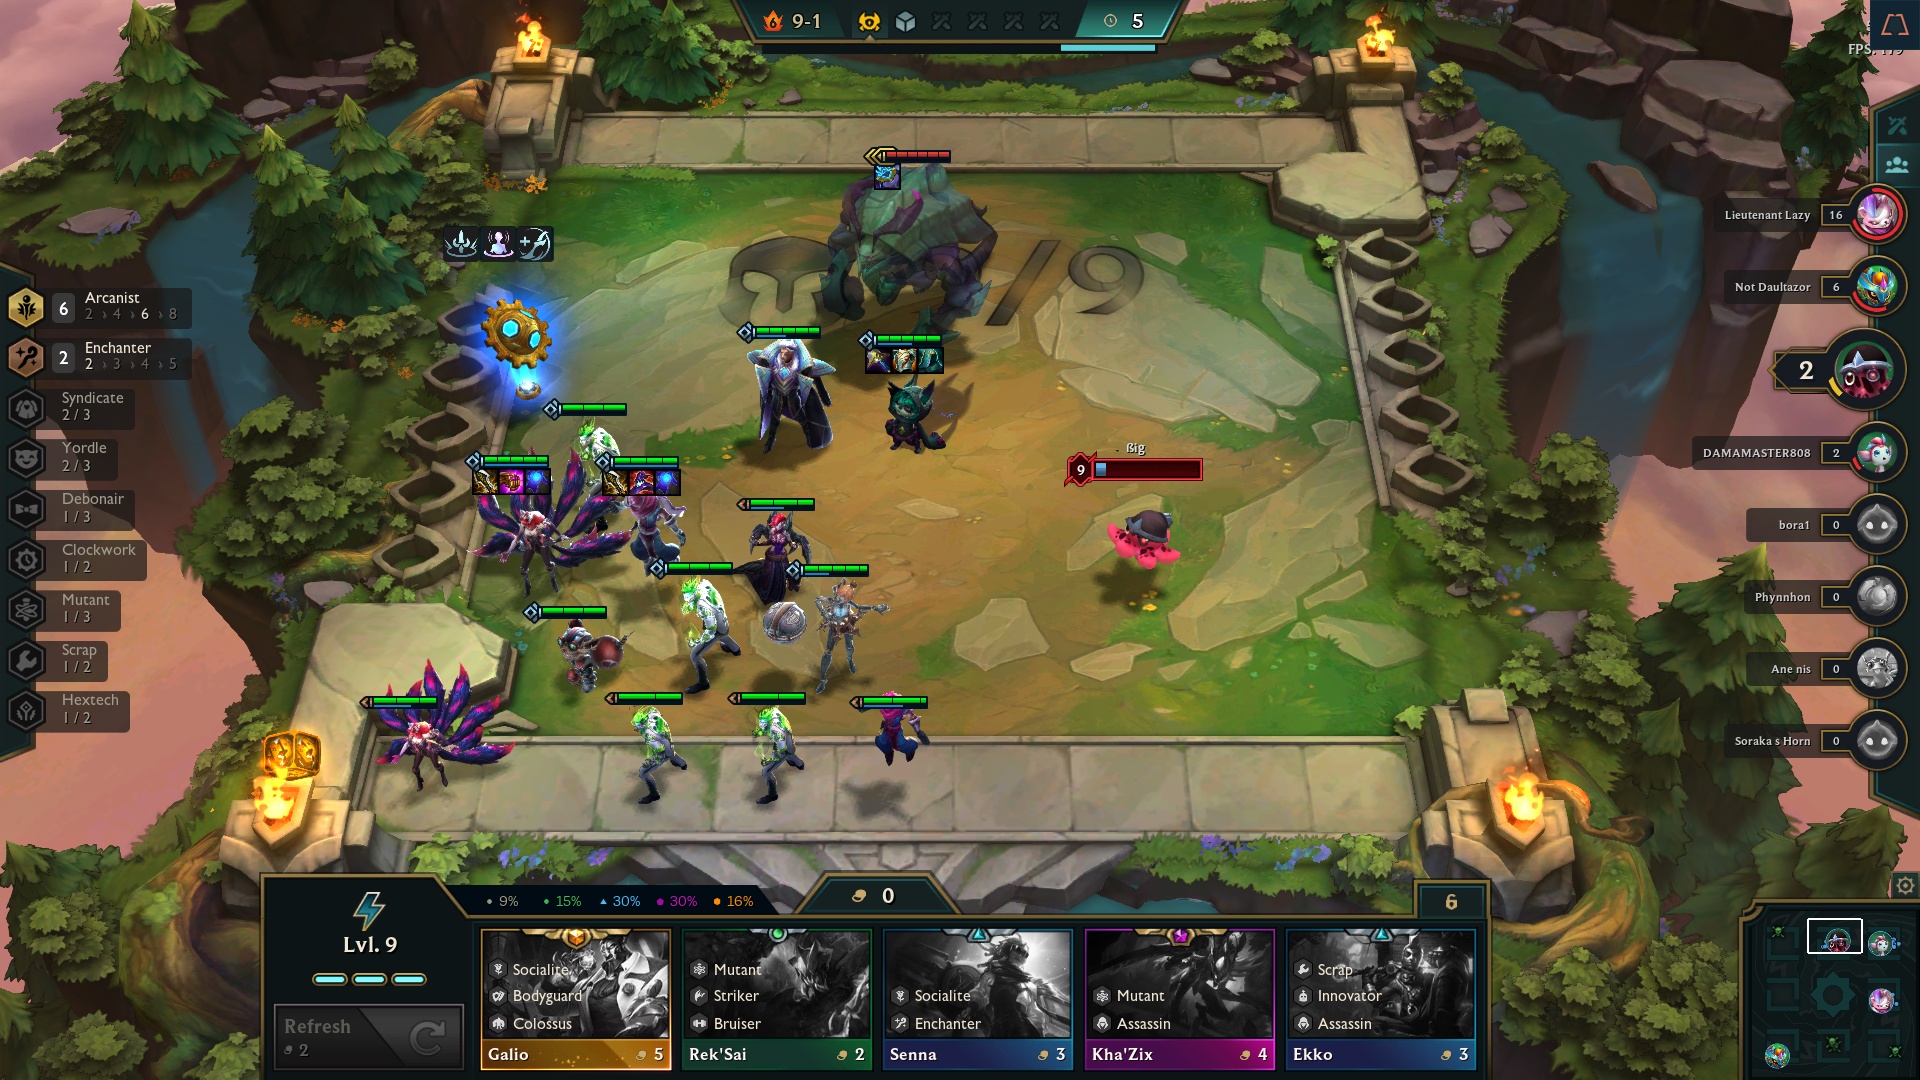 9-1
5
FPS: 119
Lieutenant Lazy 16
Not Daultazor 6
2
DAMAMASTER808 2
bora1 0
Phynnhon 0
Ane nis 0
Soraka s Horn 0
6 Arcanist
2 › 4 › 6 › 8
2 Enchanter
2 › 3 › 4 › 5
Syndicate
2 / 3
Yordle
2 / 3
Debonair
1 / 3
Clockwork
1 / 2
Mutant
1 / 3
Scrap
1 / 2
Hextech
1 / 2
/9
ßig
9
9% 15% 30% 30% 16%
0
6
Lvl. 9
Refresh
2
Socialite
Bodyguard
Colossus
Galio 5
Mutant
Striker
Bruiser
Rek'Sai 2
Socialite
Enchanter
Senna 3
Mutant
Assassin
Kha'Zix 4
Scrap
Innovator
Assassin
Ekko 3